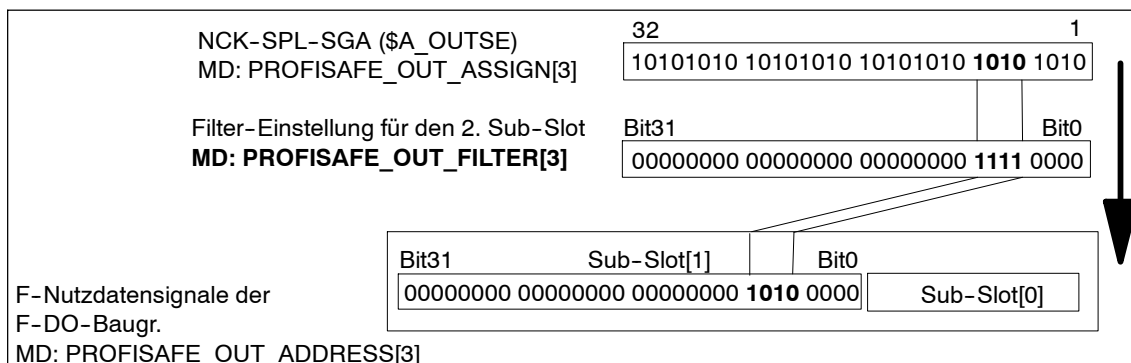 32 1
NCK-SPL-SGA ($A_OUTSE)
10101010 10101010 10101010 1010 1010
MD: PROFISAFE_OUT_ASSIGN[3]
Filter-Einstellung für den 2. Sub-Slot Bit31 Bit0
MD: PROFISAFE_OUT_FILTER[3] 00000000 00000000 00000000 1111 0000
Bit31 Sub-Slot[1] Bit0
00000000 00000000 00000000 1010 0000 Sub-Slot[0]
F-Nutzdatensignale der
F-DO-Baugr.
MD: PROFISAFE_OUT_ADDRESS[3]